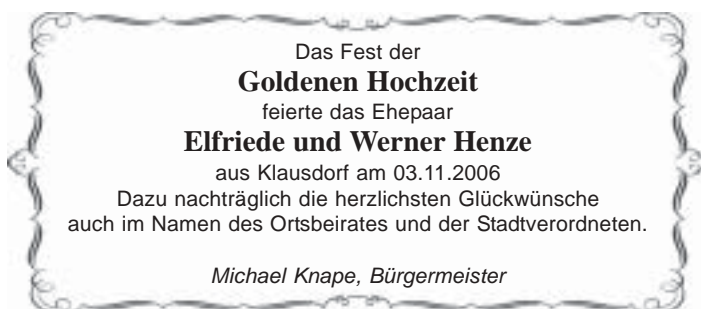 Das Fest der
Goldenen Hochzeit
feierte das Ehepaar
Elfriede und Werner Henze
aus Klausdorf am 03.11.2006
Dazu nachträglich die herzlichsten Glückwünsche
auch im Namen des Ortsbeirates und der Stadtverordneten.
Michael Knape, Bürgermeister